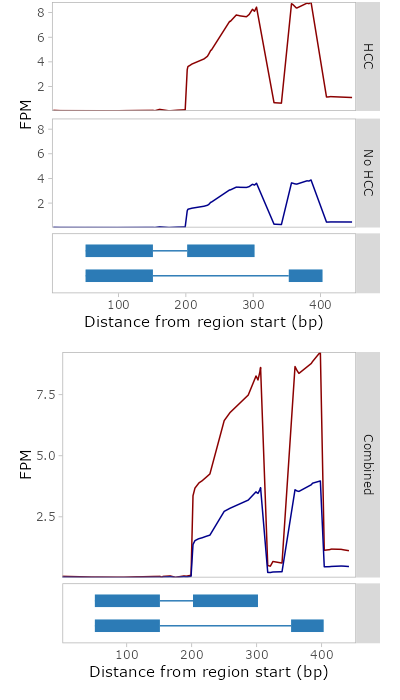 8
6
4
2
HCC
FPM
8
6
4
2
No HCC
100 200 300 400
Distance from region start (bp)
7.5
5.0
2.5
FPM
Combined
100 200 300 400
Distance from region start (bp)